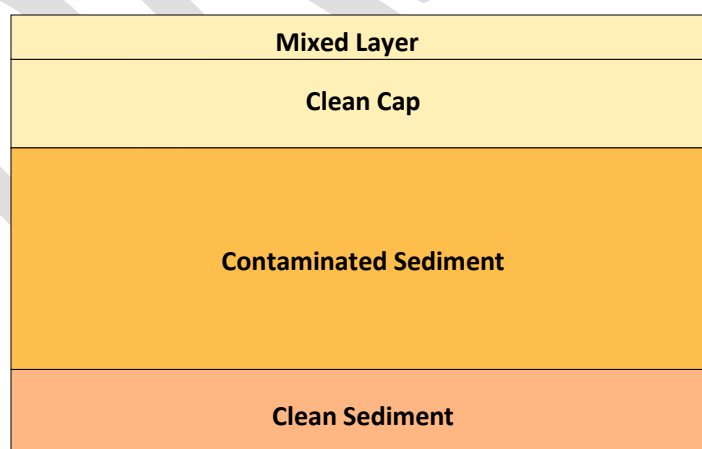 Mixed Layer
Clean Cap
Contaminated Sediment
Clean Sediment